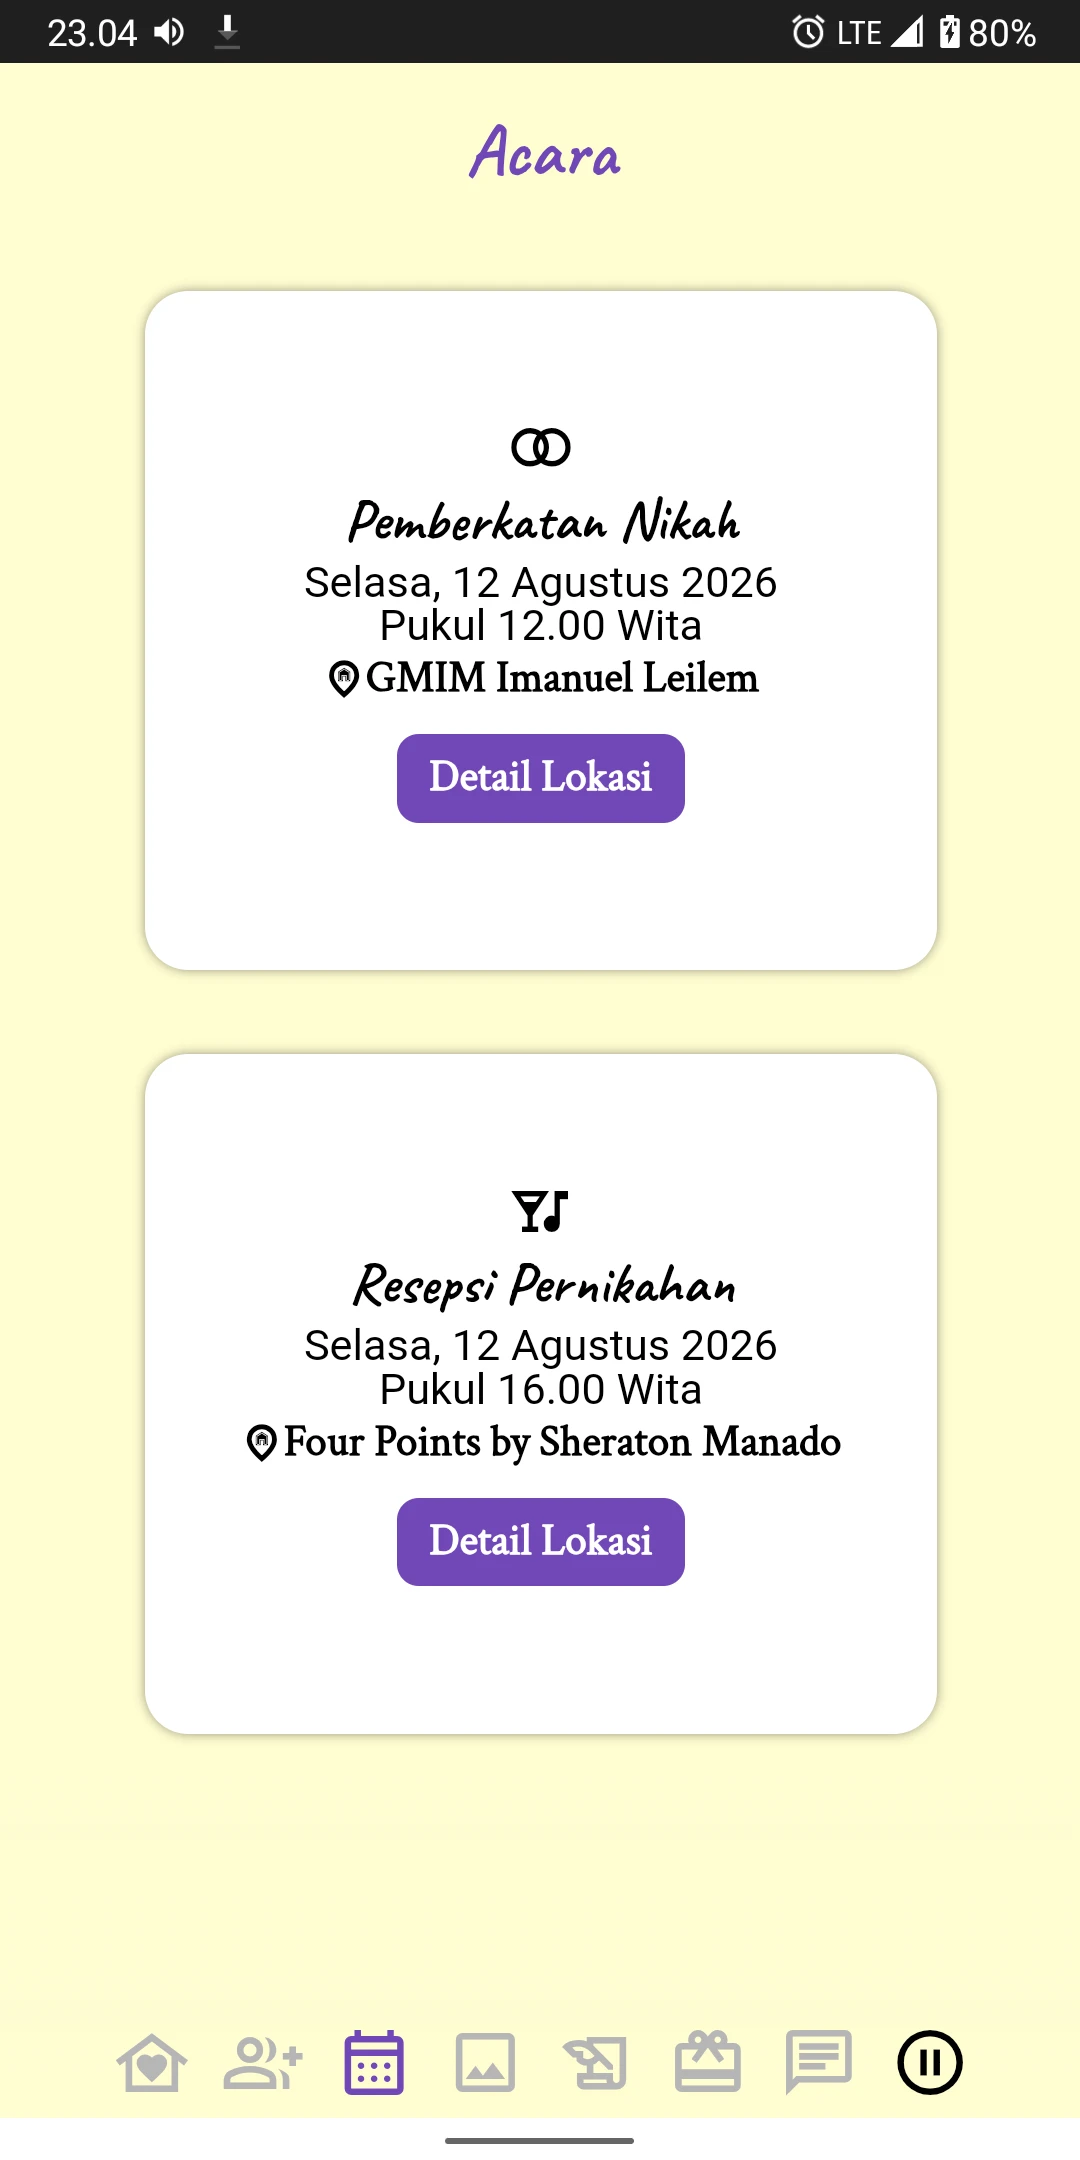 23.04
LTE
80%
Acara
Pemberkatan Nikah
Selasa, 12 Agustus 2026
Pukul 12.00 Wita
GMIM Imanuel Leilem
Detail Lokasi
Resepsi Pernikahan
Selasa, 12 Agustus 2026
Pukul 16.00 Wita
Four Points by Sheraton Manado
Detail Lokasi